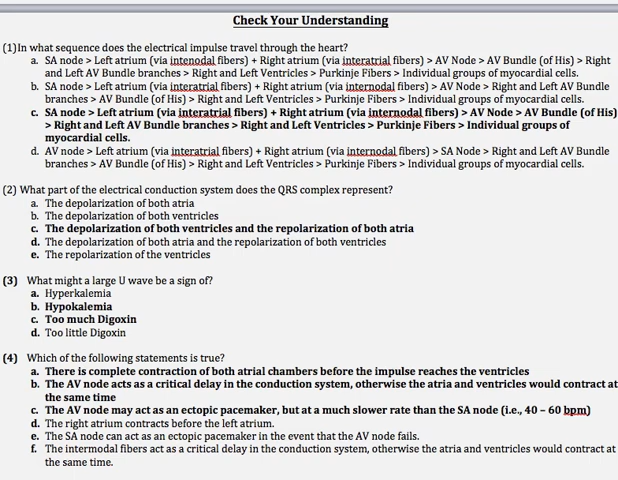 Check Your Understanding
(1)In what sequence does the electrical impulse travel through the heart?
a. SA node > Left atrium (via intenodal fibers) + Right atrium (via interatrial fibers) > AV Node > AV Bundle (of His) > Right
and Left AV Bundle branches > Right and Left Ventricles > Purkinje Fibers > Individual groups of myocardial cells.
b. SA node > Left atrium (via interatrial fibers) + Right atrium (via internodal fibers) > AV Node > Right and Left AV Bundle
branches > AV Bundle (of His) > Right and Left Ventricles > Purkinje Fibers > Individual groups of myocardial cells.
c. SA node > Left atrium (via interatrial fibers) + Right atrium (via internodal fibers) > AV Node > AV Bundle (of His)
> Right and Left AV Bundle branches > Right and Left Ventricles > Purkinje Fibers > Individual groups of
myocardial cells.
d. AV node > Left atrium (via interatrial fibers) + Right atrium (via internodal fibers) > SA Node > Right and Left AV Bundle
branches > AV Bundle (of His) > Right and Left Ventricles > Purkinje Fibers > Individual groups of myocardial cells.
(2) What part of the electrical conduction system does the QRS complex represent?
a. The depolarization of both atria
b. The depolarization of both ventricles
c. The depolarization of both ventricles and the repolarization of both atria
d. The depolarization of both atria and the repolarization of both ventricles
e. The repolarization of the ventricles
(3) What might a large U wave be a sign of?
a. Hyperkalemia
b. Hypokalemia
c. Too much Digoxin
d. Too little Digoxin
(4) Which of the following statements is true?
a. There is complete contraction of both atrial chambers before the impulse reaches the ventricles
b. The AV node acts as a critical delay in the conduction system, otherwise the atria and ventricles would contract at
the same time
c. The AV node may act as an ectopic pacemaker, but at a much slower rate than the SA node (i.e., 40 – 60 bpm)
d. The right atrium contracts before the left atrium.
e. The SA node can act as an ectopic pacemaker in the event that the AV node fails.
f. The intermodal fibers act as a critical delay in the conduction system, otherwise the atria and ventricles would contract at
the same time.